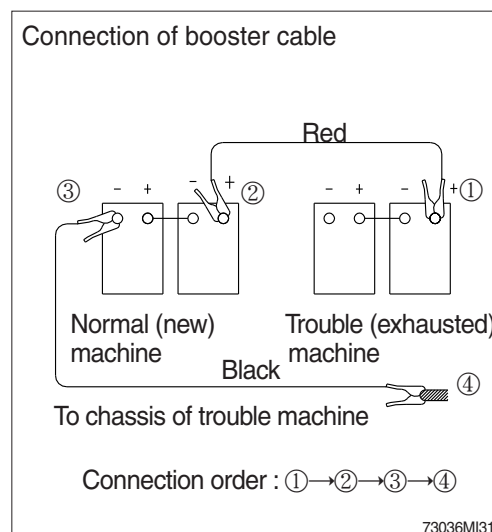 Connection of booster cable
Red
③ - + - + ② - + - + ①
Normal (new) machine
Trouble (exhausted) machine
Black
④
To chassis of trouble machine
Connection order : ①→②→③→④
73036MI31